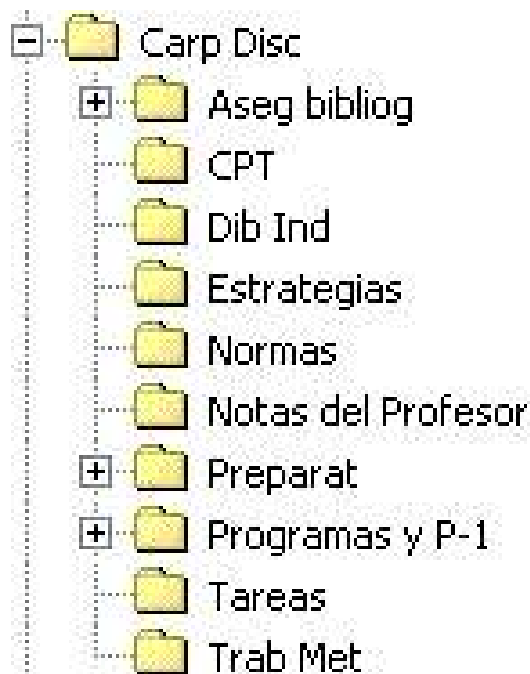 Carp Disc
Aseg bibliog
CPT
Dib Ind
Estrategias
Normas
Notas del Profesor
Preparat
Programas y P-1
Tareas
Trab Met